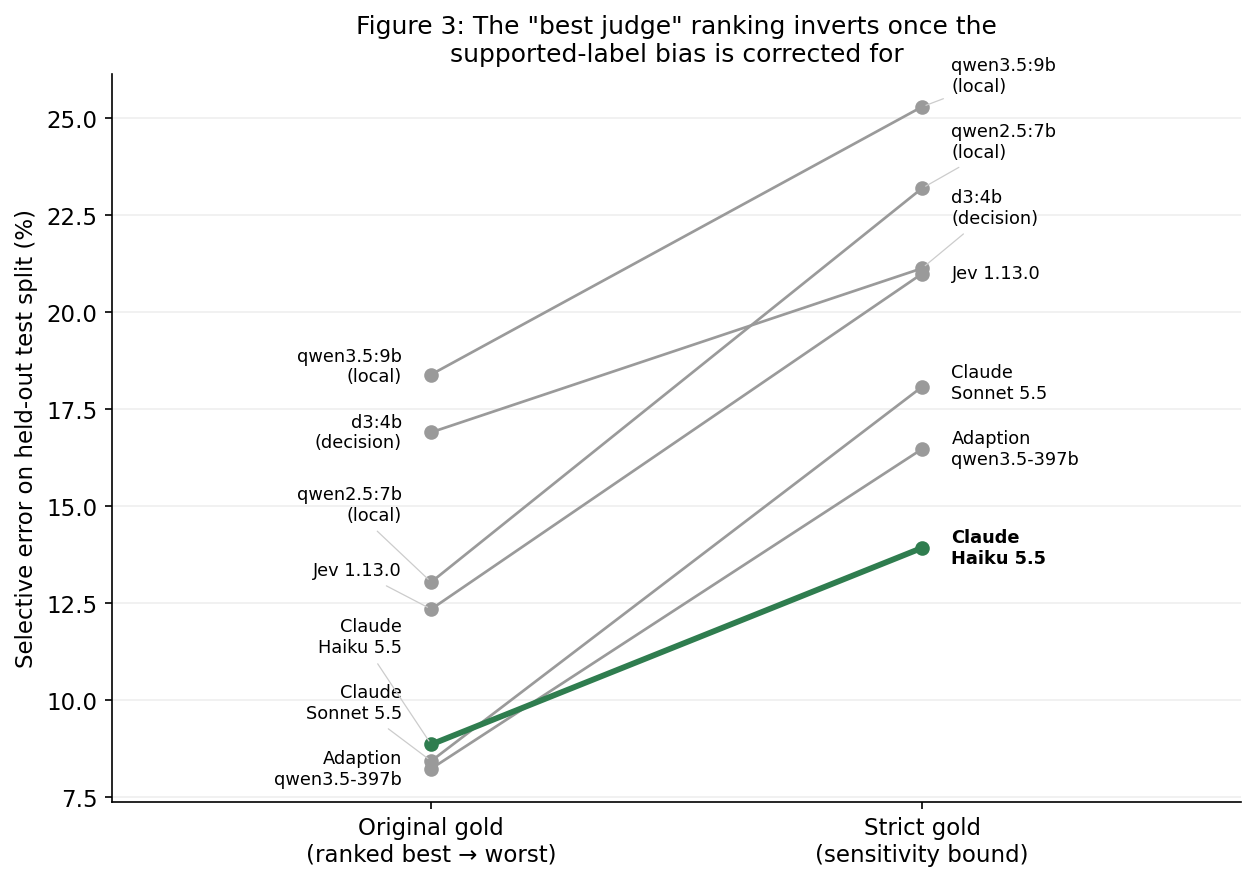 Figure 3: The "best judge" ranking inverts once the
supported-label bias is corrected for
Selective error on held-out test split (%)
25.0
22.5
20.0
17.5
15.0
12.5
10.0
7.5
qwen3.5:9b
(local)
d3:4b
(decision)
qwen2.5:7b
(local)
Jev 1.13.0
Claude
Haiku 5.5
Claude
Sonnet 5.5
Adaption
qwen3.5-397b
qwen3.5:9b
(local)
qwen2.5:7b
(local)
d3:4b
(decision)
Jev 1.13.0
Claude
Sonnet 5.5
Adaption
qwen3.5-397b
Claude
Haiku 5.5
Original gold
(ranked best → worst)
Strict gold
(sensitivity bound)